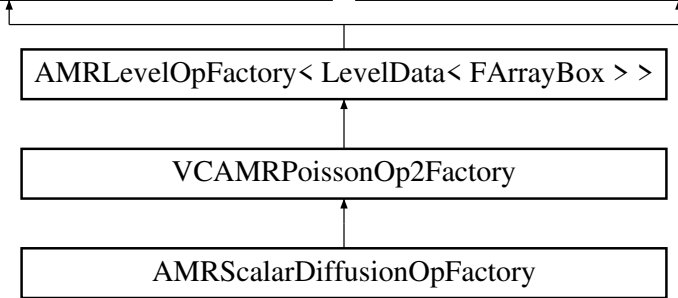 AMRLevelOpFactory< LevelData< FArrayBox > >
VCAMRPoissonOp2Factory
AMRScalarDiffusionOpFactory